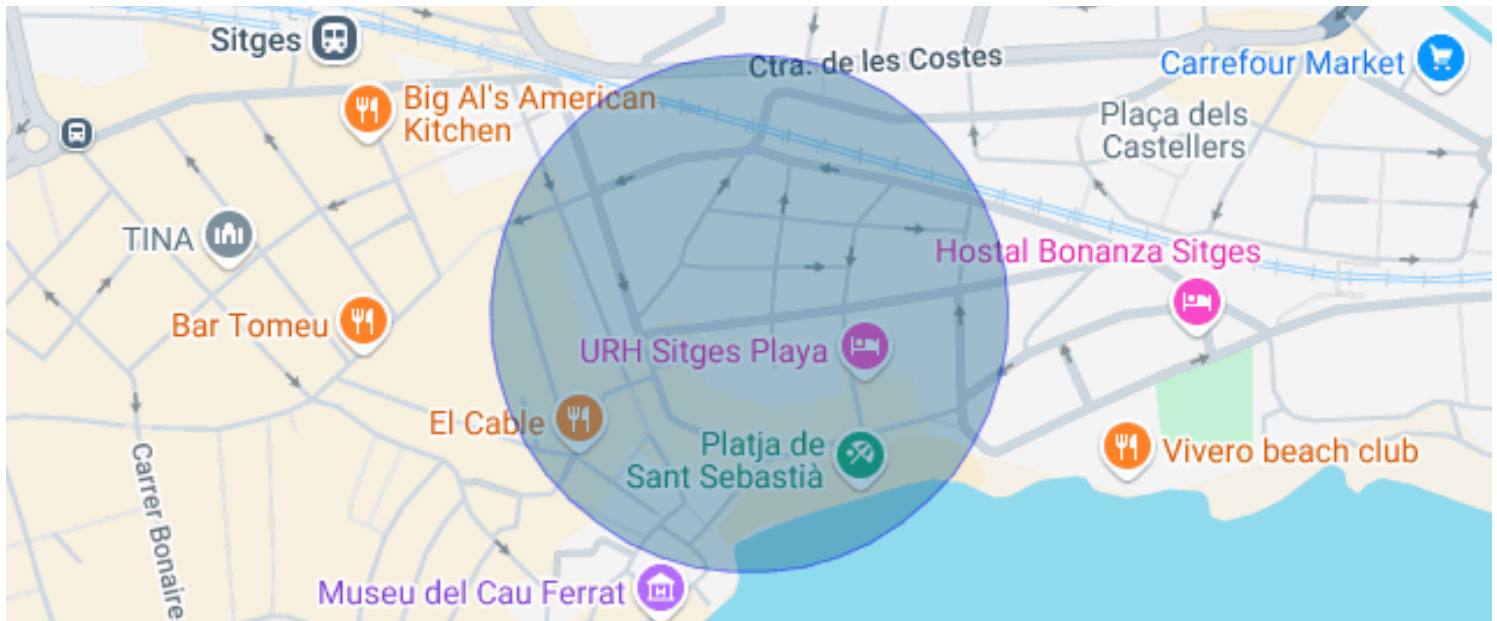 Sitges
Ctra. de les Costes
Carrefour Market
Big Al's American
Kitchen
Plaça dels
Castellers
TINA
Hostal Bonanza Sitges
Bar Tomeu
URH Sitges Playa
El Cable
Platja de
Sant Sebastià
Vivero beach club
Carrer Bonaire
Museu del Cau Ferrat